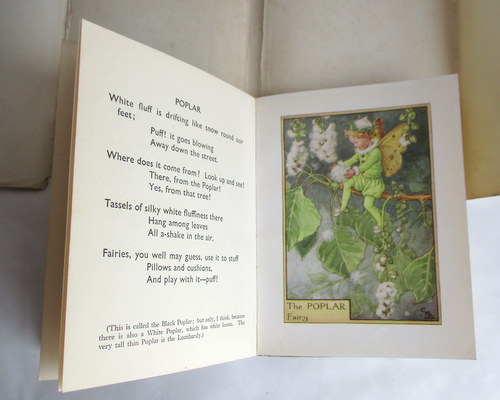 POPLAR
White fluff is drifting like snow round our
feet;
Puff! it goes blowing
Away down the street.
Where does it come from? Look up and see!
There, from the Poplar!
Yes, from that tree!
Tassels of silky white fluffiness there
Hang among leaves
All a-shake in the air.
Fairies, you well may guess, use it to stuff
Pillows and cushions,
And play with it—puff!
(This is called the Black Poplar; but only, I think, because
there is also a White Poplar, which has white leaves. The
very tall thin Poplar is the Lombardy.)
The POPLAR
Fairy